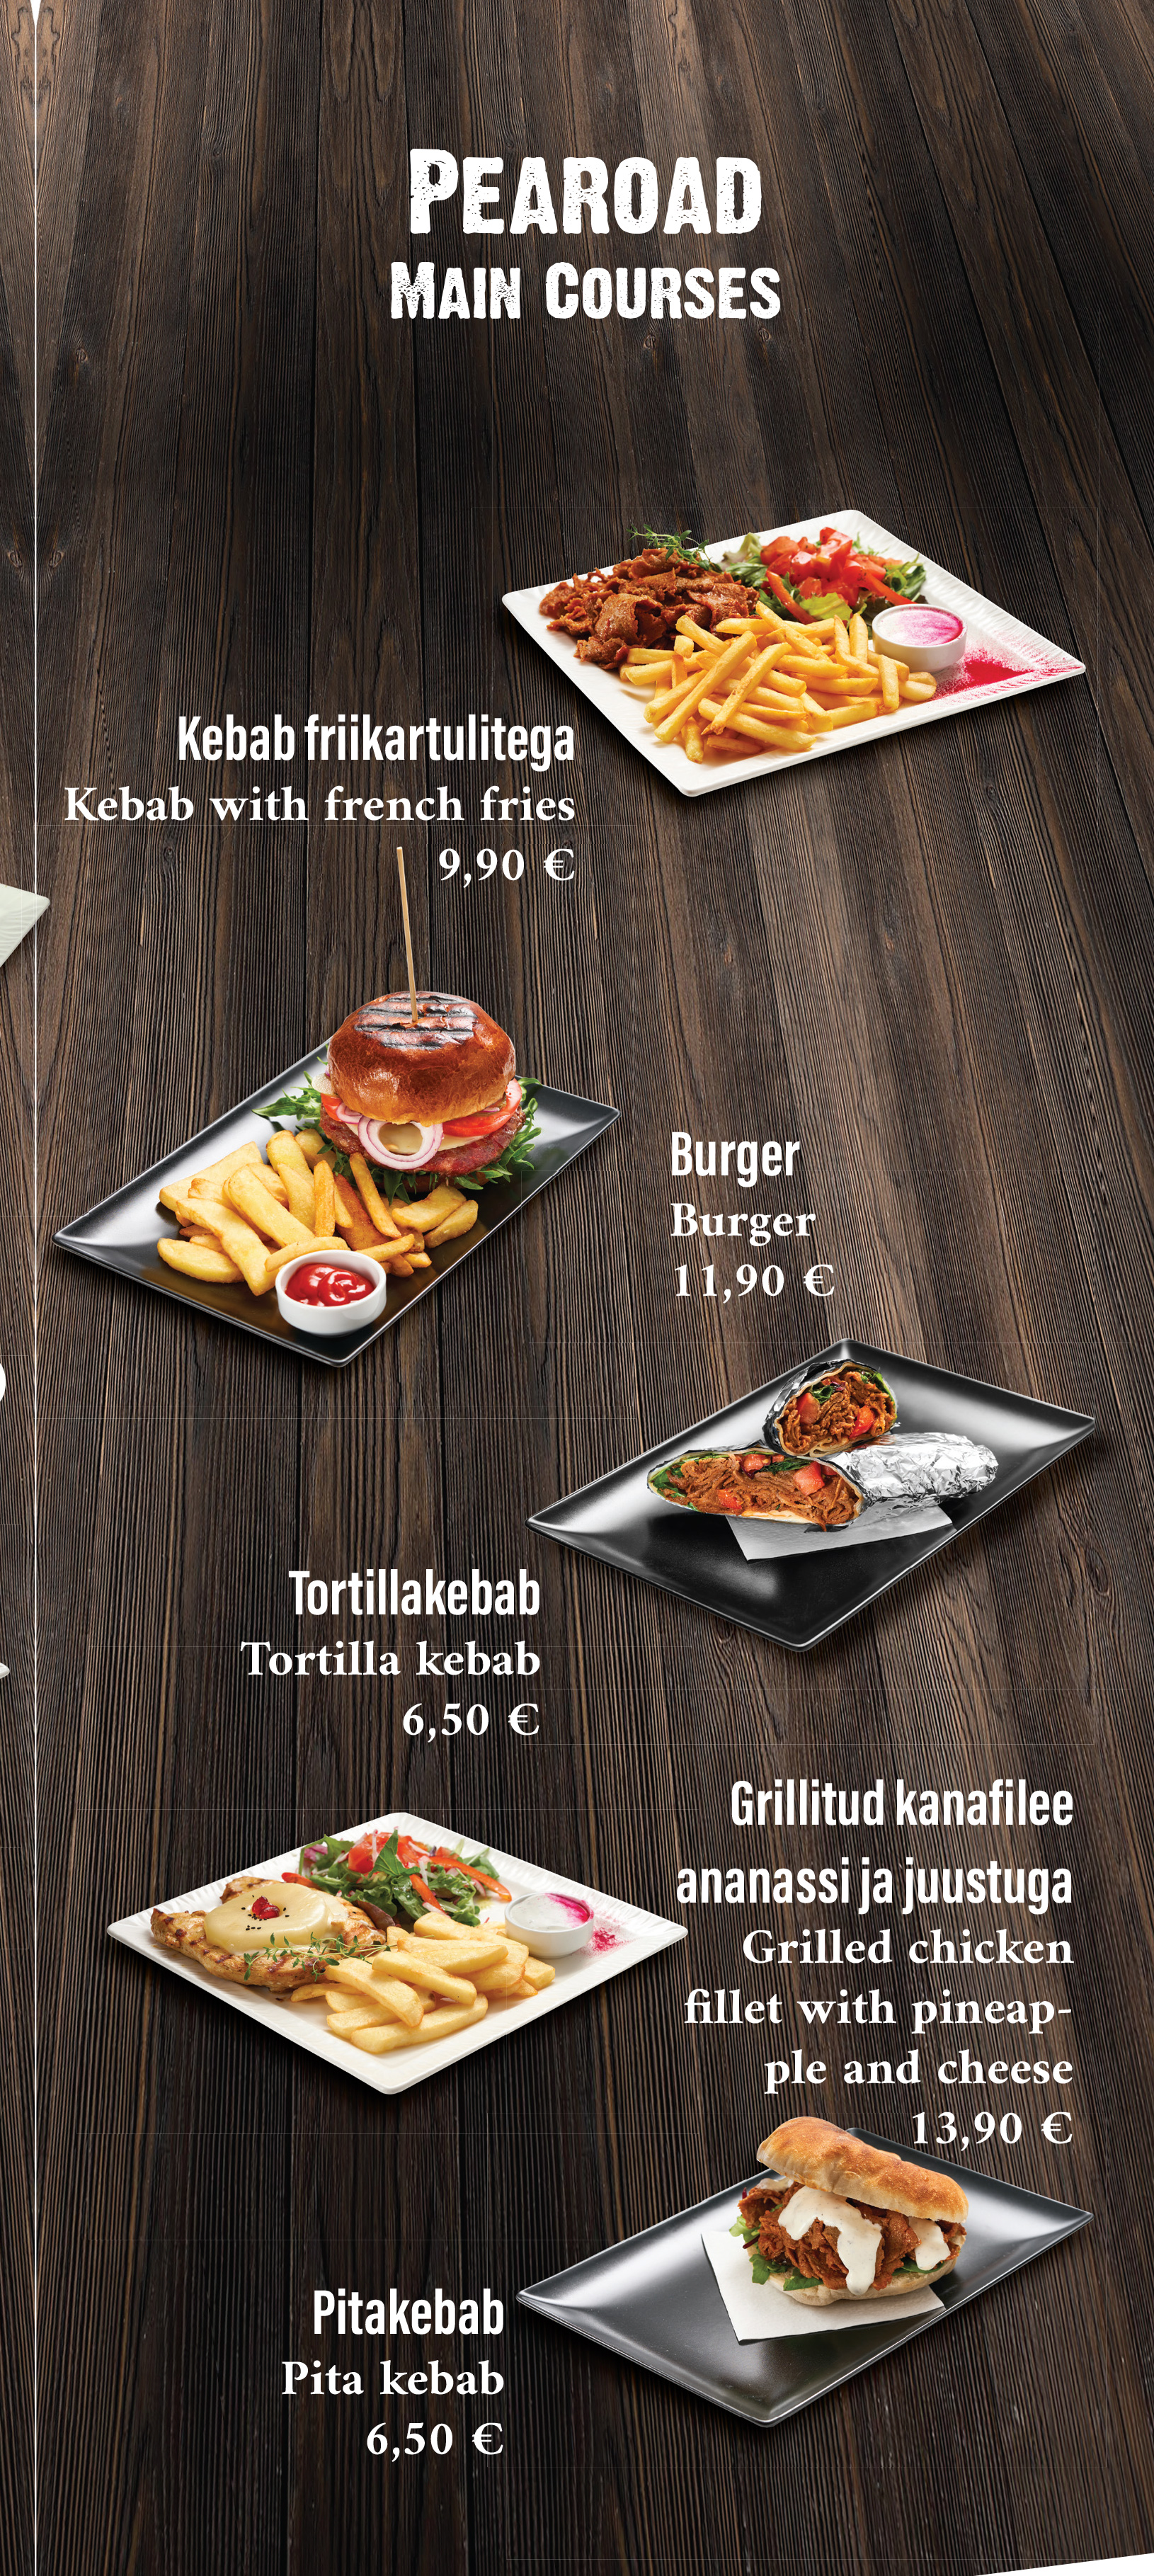 PEAROAD
MAIN COURSES
Kebab friikartulitega
Kebab with french fries
9,90 €
Burger
Burger
11,90 €
Tortillakebab
Tortilla kebab
6,50 €
Grillitud kanafilee
ananassi ja juustuga
Grilled chicken
fillet with pineap-
ple and cheese
13,90 €
Pitakebab
Pita kebab
6,50 €